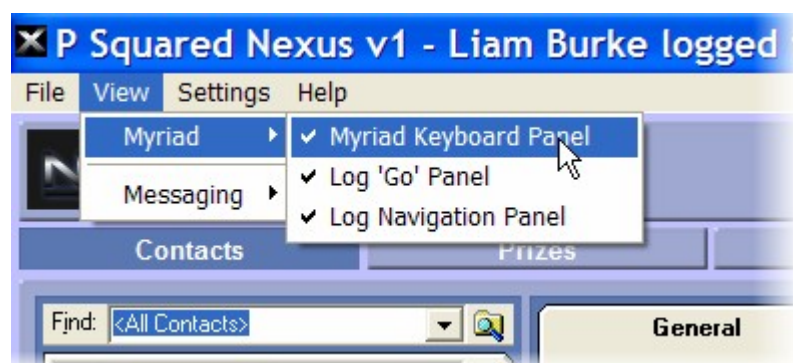 P Squared Nexus v1 - Liam Burke logged
File View Settings Help
Myriad
Messaging
Myriad Keyboard Panel
Log 'Go' Panel
Log Navigation Panel
N
Contacts Prizes
Find: <All Contacts>
General